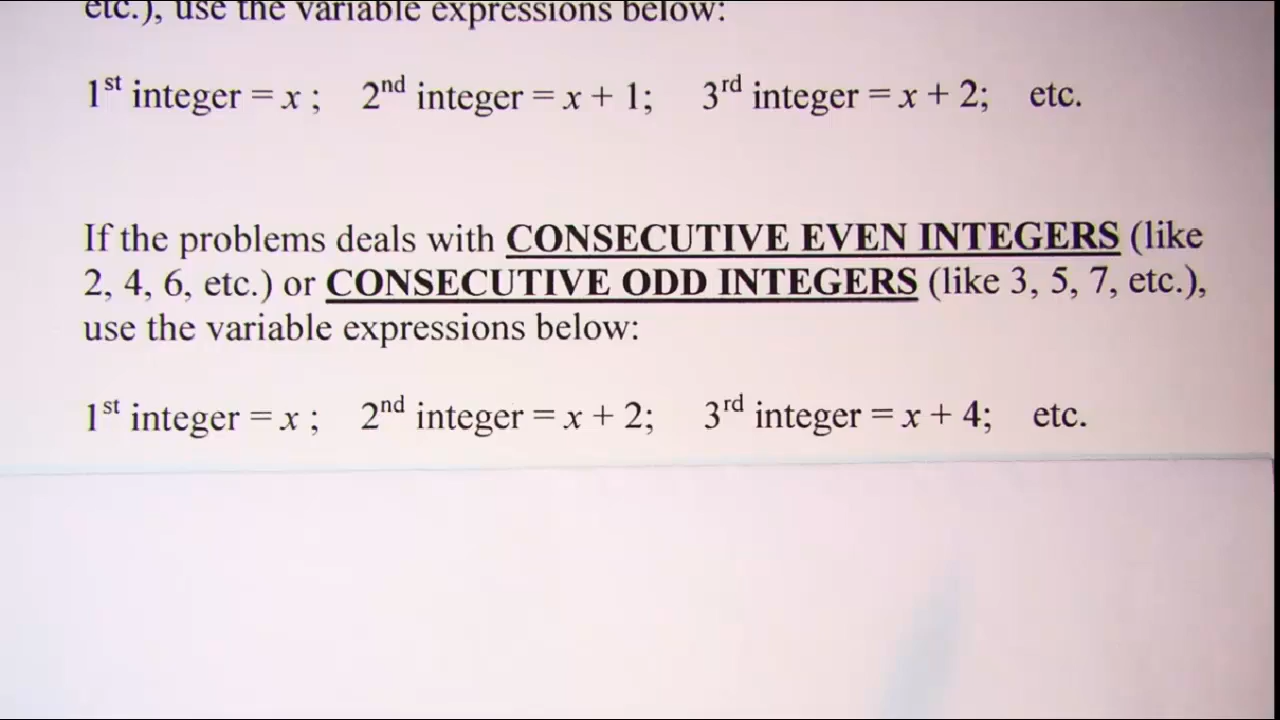 etc.), use the variable expressions below:
1st integer = x ; 2nd integer = x + 1; 3rd integer = x + 2; etc.
If the problems deals with CONSECUTIVE EVEN INTEGERS (like
2, 4, 6, etc.) or CONSECUTIVE ODD INTEGERS (like 3, 5, 7, etc.),
use the variable expressions below:
1st integer = x ; 2nd integer = x + 2; 3rd integer = x + 4; etc.